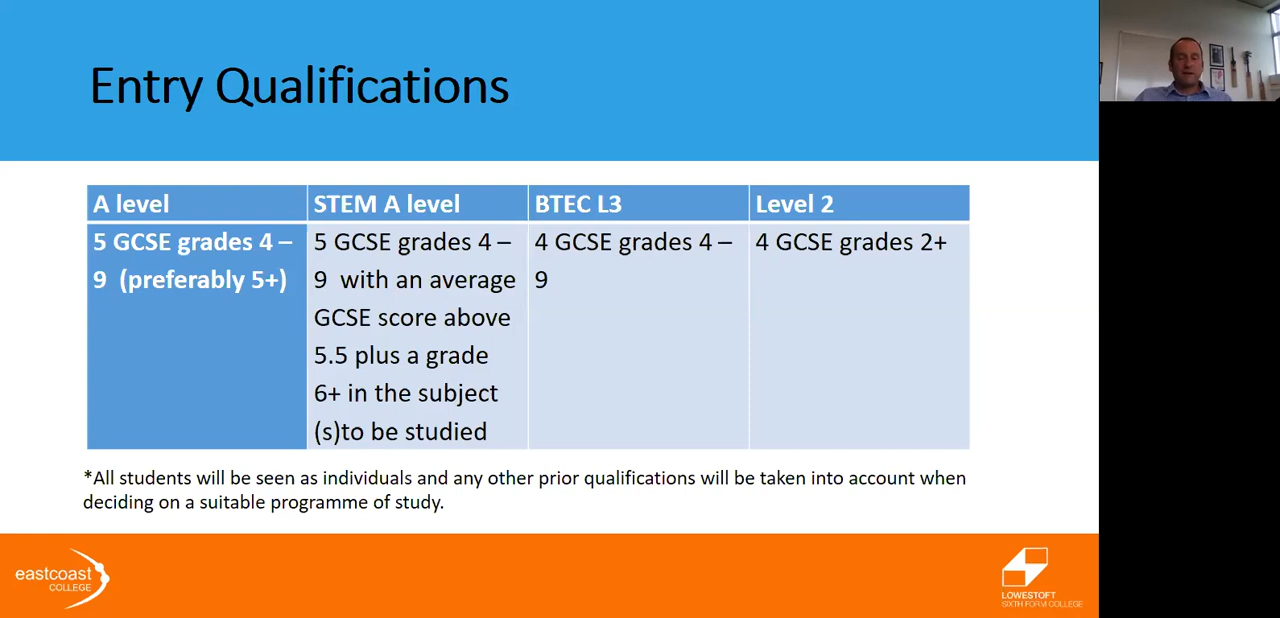 Entry Qualifications
A level
STEM A level
BTEC L3
Level 2
5 GCSE grades 4 –
9  (preferably 5+)
5 GCSE grades 4 –
9  with an average
GCSE score above
5.5 plus a grade
6+ in the subject
(s)to be studied
4 GCSE grades 4 –
9
4 GCSE grades 2+
*All students will be seen as individuals and any other prior qualifications will be taken into account when
deciding on a suitable programme of study.
eastcoast
COLLEGE
LOWESTOFT
SIXTH FORM COLLEGE